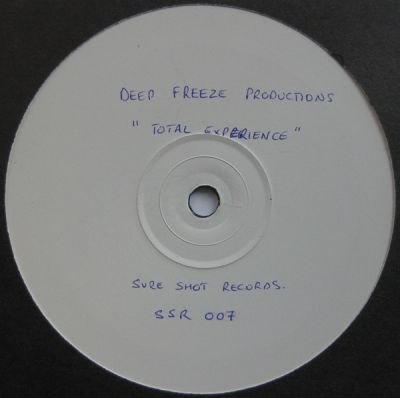 DEEP FREEZE PRODUCTIONS
" TOTAL EXPERIENCE "
SURE SHOT RECORDS.
SSR 007